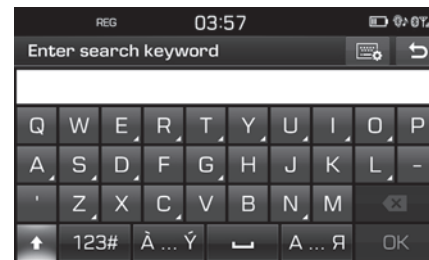 REG 03:57
Enter search keyword
Q W E R T Y U I O P
A S D F G H J K L -
' Z X C V B N M
123# À ... Ý А ... Я OK